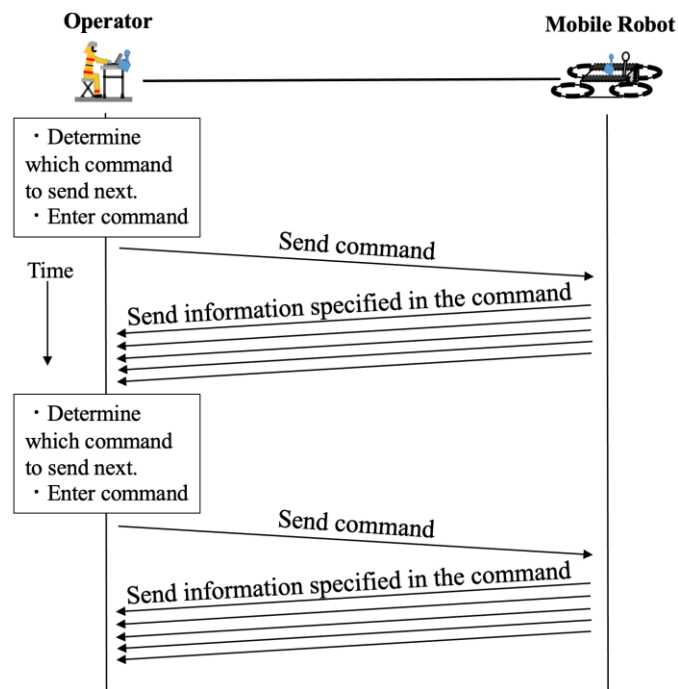 Operator
Mobile Robot
・Determine
which command
to send next.
・Enter command
Send command
Time
Send information specified in the command
・Determine
which command
to send next.
・Enter command
Send command
Send information specified in the command